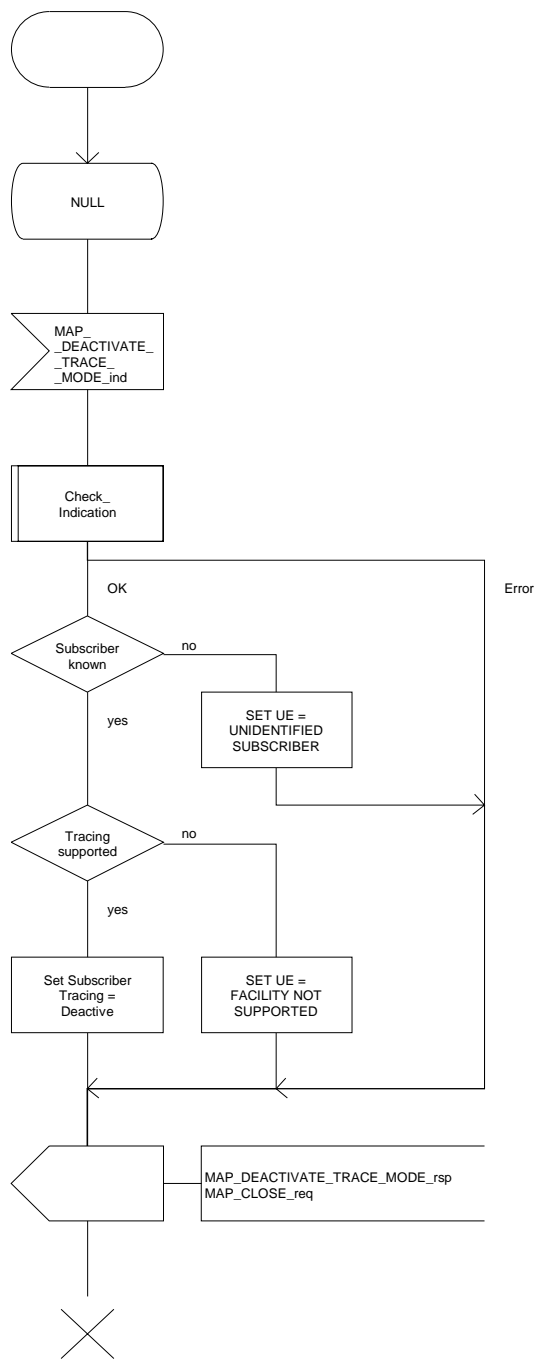 NULL
MAP_
_DEACTIVATE_
_TRACE_
_MODE_ind
Check_
Indication
OK
Error
Subscriber
known
no
yes
SET UE =
UNIDENTIFIED
SUBSCRIBER
Tracing
supported
no
yes
Set Subscriber
Tracing =
Deactive
SET UE =
FACILITY NOT
SUPPORTED
MAP_DEACTIVATE_TRACE_MODE_rsp
MAP_CLOSE_req